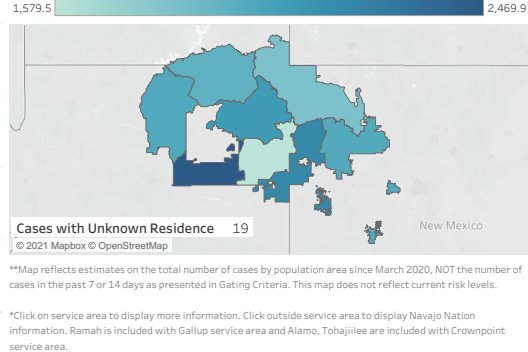 1,579.5 2,469.9
New Mexico
Cases with Unknown Residence 19
© 2021 Mapbox © OpenStreetMap
**Map reflects estimates on the total number of cases by population area since March 2020, NOT the number of
cases in the past 7 or 14 days as presented in Gating Criteria. This map does not reflect current risk levels.
*Click on service area to display more information. Click outside service area to display Navajo Nation
information. Ramah is included with Gallup service area and Alamo, Tohajiilee are included with Crownpoint
service area.